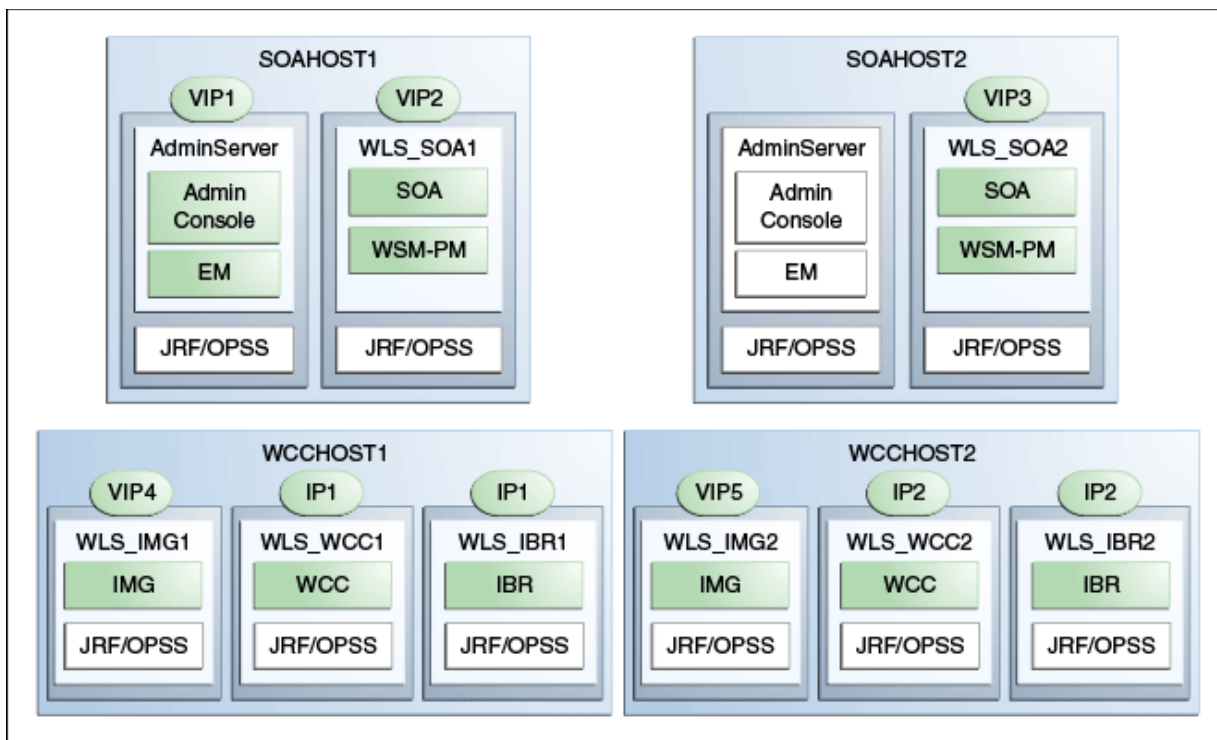 SOAHOST1
VIP1
VIP2
AdminServer
Admin
Console
EM
JRF/OPSS
WLS_SOA1
SOA
WSM-PM
JRF/OPSS
SOAHOST2
VIP3
AdminServer
Admin
Console
EM
JRF/OPSS
WLS_SOA2
SOA
WSM-PM
JRF/OPSS
WCCHOST1
VIP4
IP1
IP1
WLS_IMG1
IMG
JRF/OPSS
WLS_WCC1
WCC
JRF/OPSS
WLS_IBR1
IBR
JRF/OPSS
WCCHOST2
VIP5
IP2
IP2
WLS_IMG2
IMG
JRF/OPSS
WLS_WCC2
WCC
JRF/OPSS
WLS_IBR2
IBR
JRF/OPSS